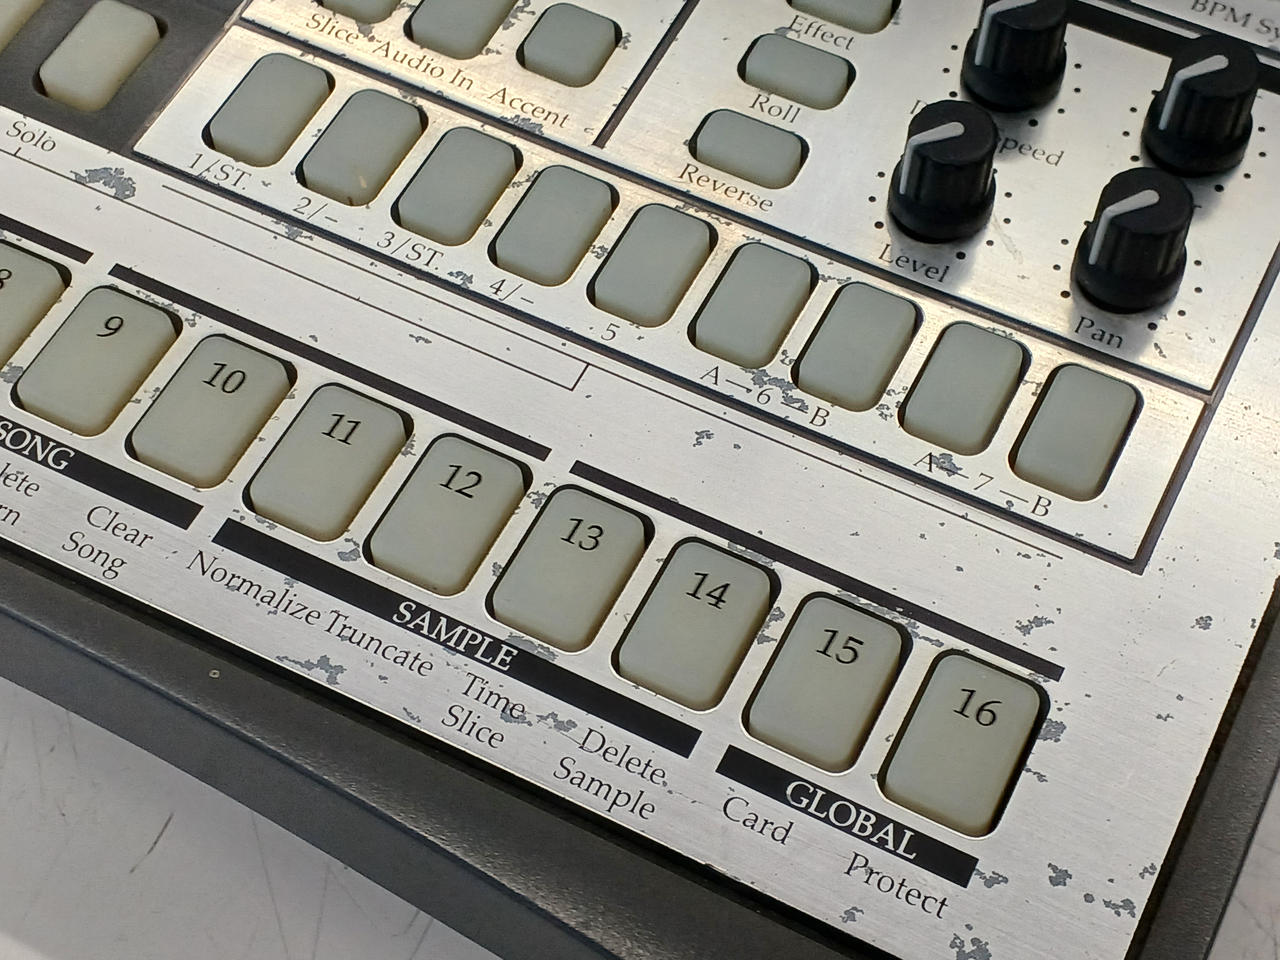 BPM Sy
Effect
Slice Audio In Accent
Roll
Speed
Solo
1/ST.
Reverse
2/-
3/ST.
Level
4/-
5
Pan
A—6—B
A—7—B
8
9
10
11
12
13
14
15
16
SONG
SAMPLE
GLOBAL
Clear
Song
Normalize
Truncate
Time
Slice
Delete
Sample
Card
Protect